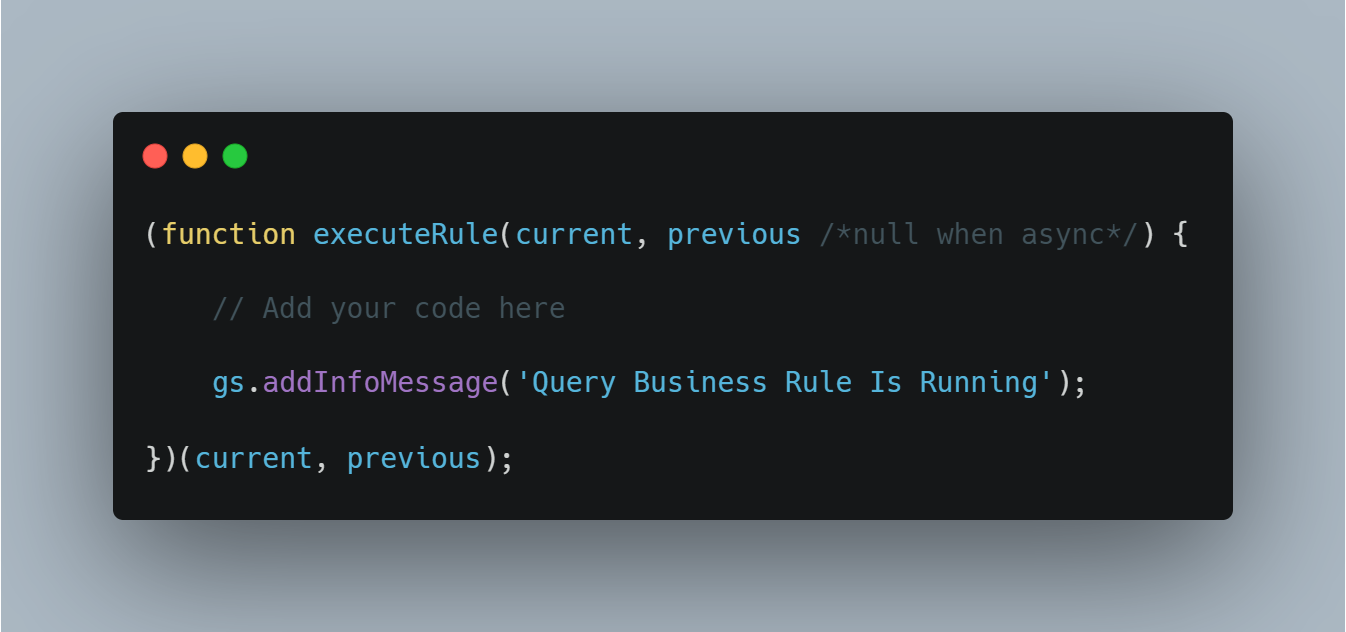 (function executeRule(current, previous /*null when async*/) {
// Add your code here
gs.addInfoMessage('Query Business Rule Is Running');
})(current, previous);